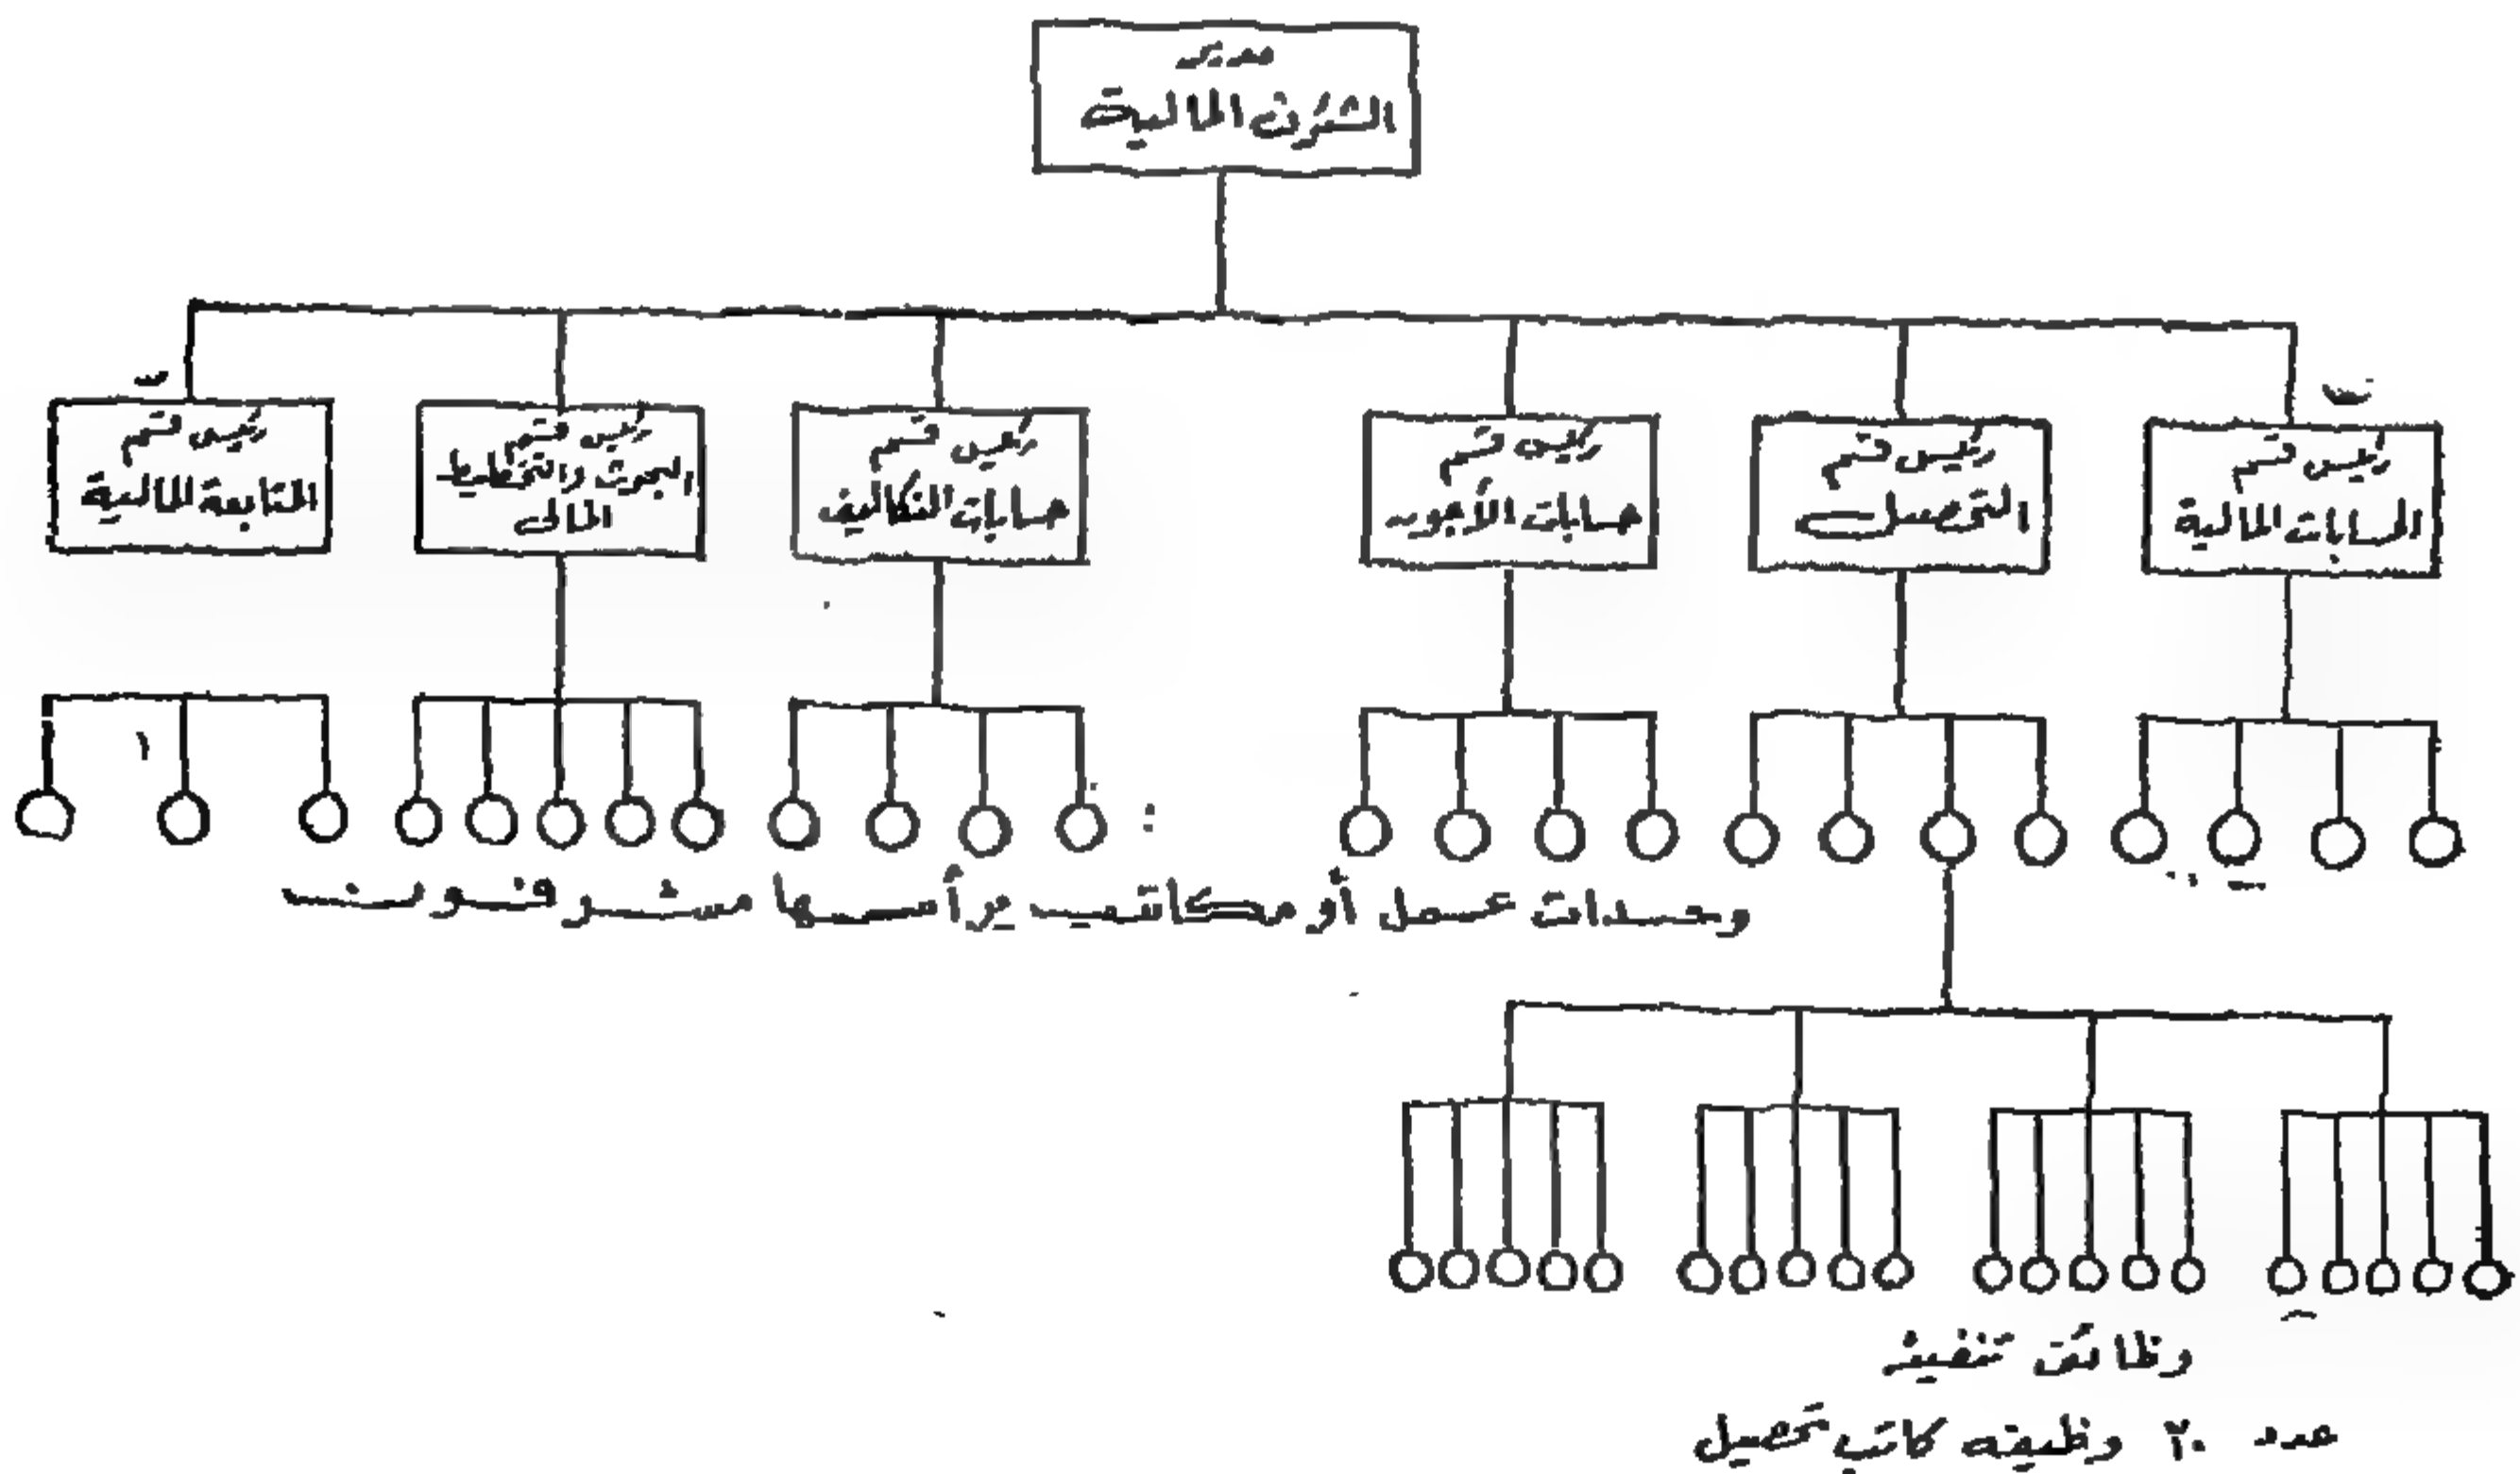 مدير
الشئون المالية
رئيس قسم
الحسابات المالية
رئيس قسم
التحصيل
رئيس قسم
حسابات الأجور
رئيس قسم
حسابات التكاليف
رئيس قسم
البحوث والتخطيط
المالى
رئيس قسم
المتابعة المالية
وحدات عمل أو مكاتب يرأسها مشرفون
وظائف تنفيذ
عدد ٢٠ وظيفة كاتب تحصيل